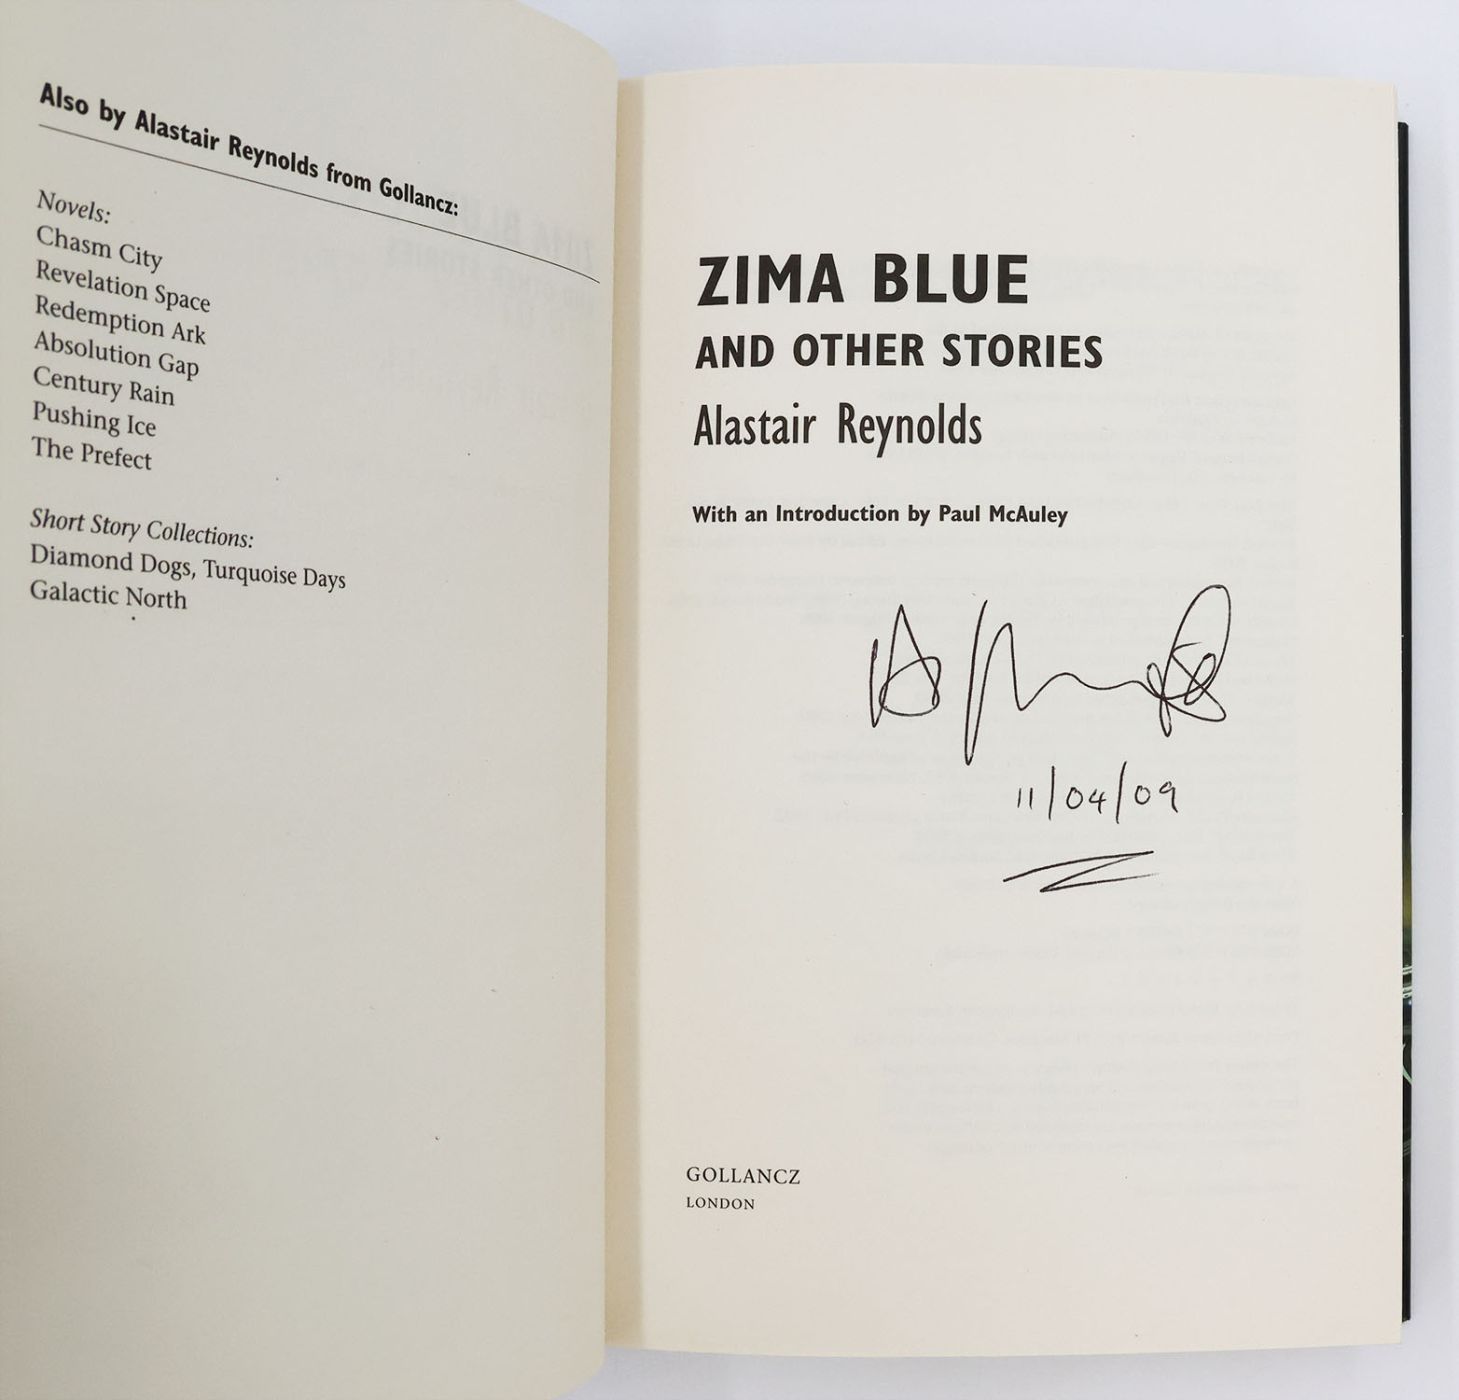 Also by Alastair Reynolds from Gollancz:
Novels:
Chasm City
Revelation Space
Redemption Ark
Absolution Gap
Century Rain
Pushing Ice
The Prefect
Short Story Collections:
Diamond Dogs, Turquoise Days
Galactic North
ZIMA BLUE
AND OTHER STORIES
Alastair Reynolds
With an Introduction by Paul McAuley
11/04/09
GOLLANCZ
LONDON